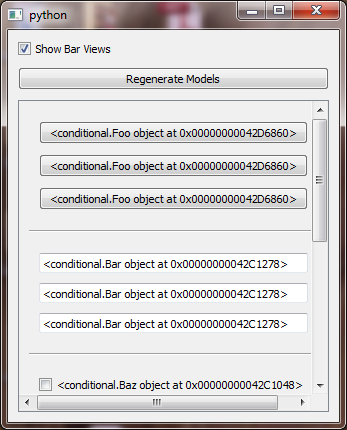 python
Show Bar Views
Regenerate Models
<conditional.Foo object at 0x00000000042D6860>
<conditional.Foo object at 0x00000000042D6860>
<conditional.Foo object at 0x00000000042D6860>
<conditional.Bar object at 0x00000000042C1278>
<conditional.Bar object at 0x00000000042C1278>
<conditional.Bar object at 0x00000000042C1278>
<conditional.Baz object at 0x00000000042C1048>